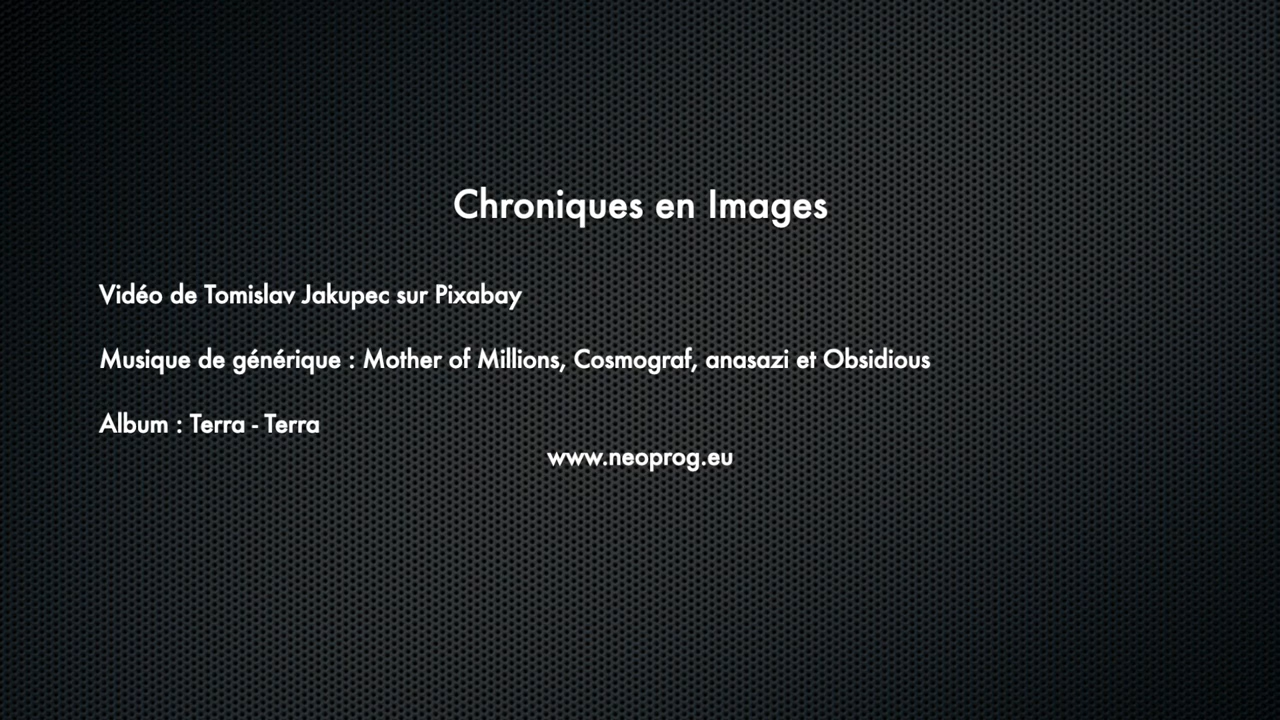 Chroniques en Images
Vidéo de Tomislav Jakupec sur Pixabay
Musique de générique : Mother of Millions, Cosmograf, anasazi et Obsidious
Album : Terra - Terra
www.neoprog.eu